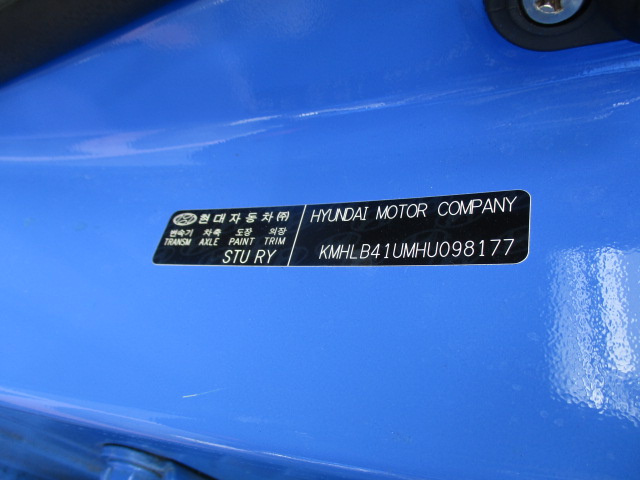 현대자동차㈜
변속기 차축 도장 의장
TRANSM AXLE PAINT TRIM
STU RY
HYUNDAI MOTOR COMPANY
KMHLB41UMHU098177